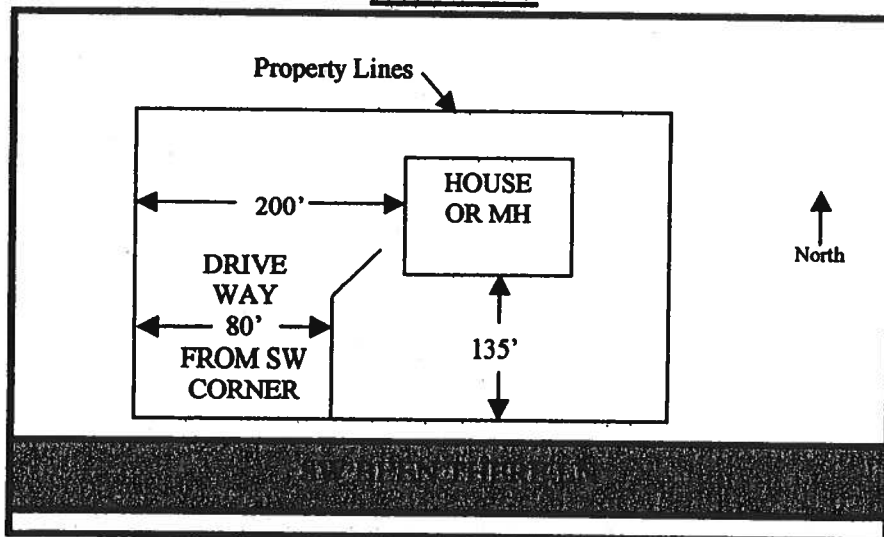 Property Lines
HOUSE
OR MH
200'
North
DRIVE
WAY
80'
FROM SW
CORNER
135'